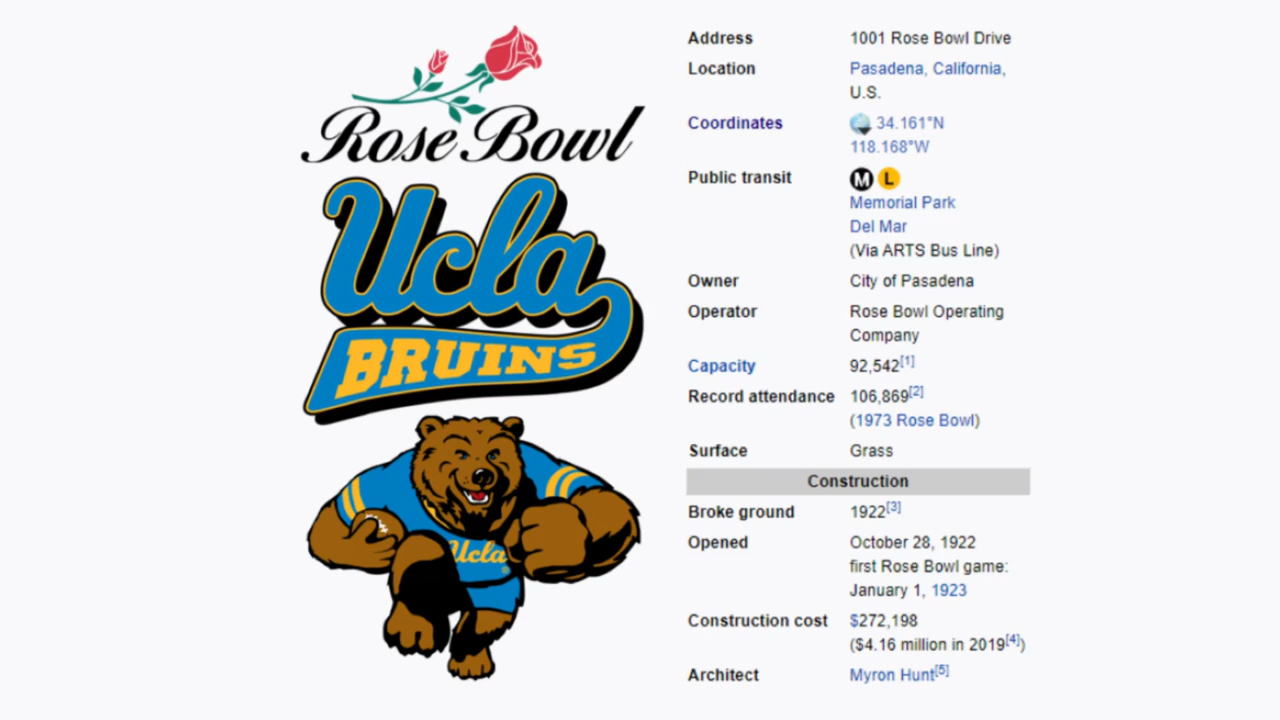 Rose Bowl
Ucla
BRUINS
Ucla
Address 1001 Rose Bowl Drive
Location Pasadena, California,
U.S.
Coordinates 34.161°N
118.168°W
Public transit M L
Memorial Park
Del Mar
(Via ARTS Bus Line)
Owner City of Pasadena
Operator Rose Bowl Operating
Company
Capacity 92,542[1]
Record attendance 106,869[2]
(1973 Rose Bowl)
Surface Grass
Construction
Broke ground 1922[3]
Opened October 28, 1922
first Rose Bowl game:
January 1, 1923
Construction cost $272,198
($4.16 million in 2019[4])
Architect Myron Hunt[5]